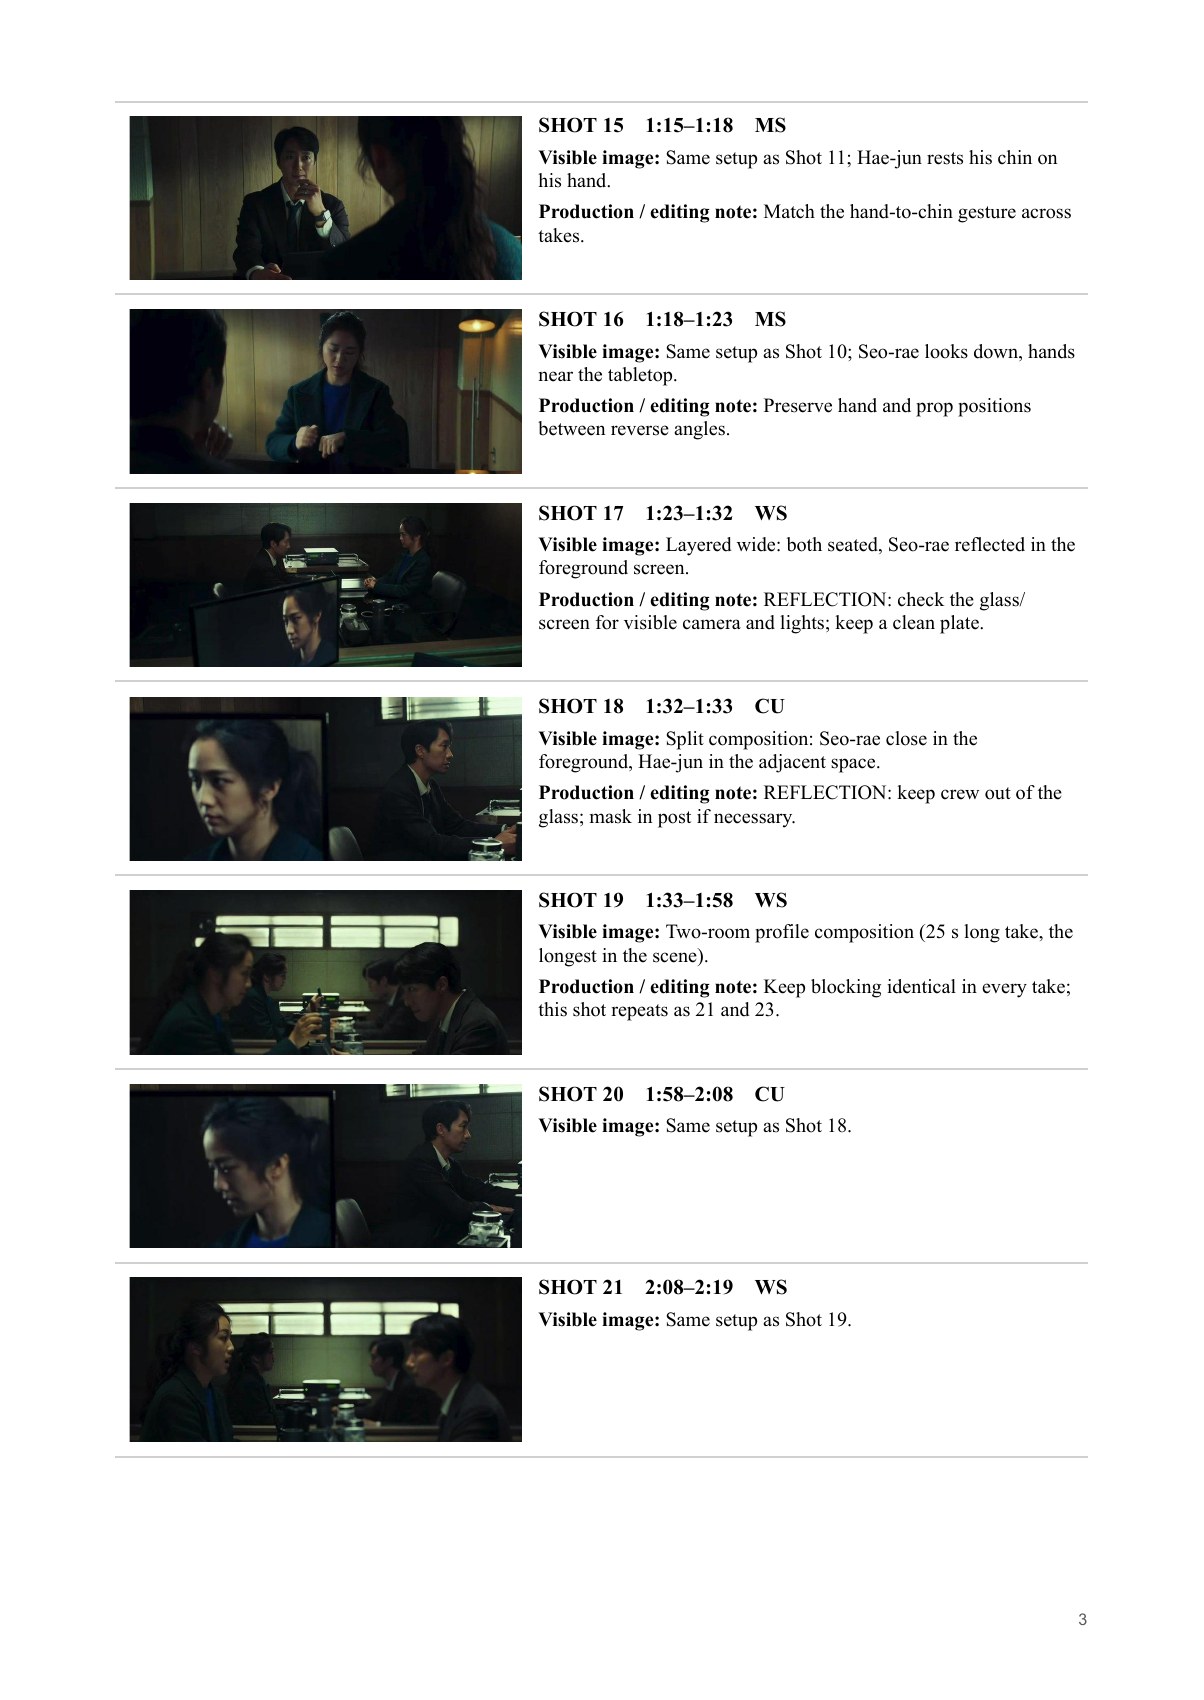 SHOT 15 1:15–1:18 MS
Visible image: Same setup as Shot 11; Hae-jun rests his chin on
his hand.
Production / editing note: Match the hand-to-chin gesture across
takes.
SHOT 16 1:18–1:23 MS
Visible image: Same setup as Shot 10; Seo-rae looks down, hands
near the tabletop.
Production / editing note: Preserve hand and prop positions
between reverse angles.
SHOT 17 1:23–1:32 WS
Visible image: Layered wide: both seated, Seo-rae reflected in the
foreground screen.
Production / editing note: REFLECTION: check the glass/
screen for visible camera and lights; keep a clean plate.
SHOT 18 1:32–1:33 CU
Visible image: Split composition: Seo-rae close in the
foreground, Hae-jun in the adjacent space.
Production / editing note: REFLECTION: keep crew out of the
glass; mask in post if necessary.
SHOT 19 1:33–1:58 WS
Visible image: Two-room profile composition (25 s long take, the
longest in the scene).
Production / editing note: Keep blocking identical in every take;
this shot repeats as 21 and 23.
SHOT 20 1:58–2:08 CU
Visible image: Same setup as Shot 18.
SHOT 21 2:08–2:19 WS
Visible image: Same setup as Shot 19.
3